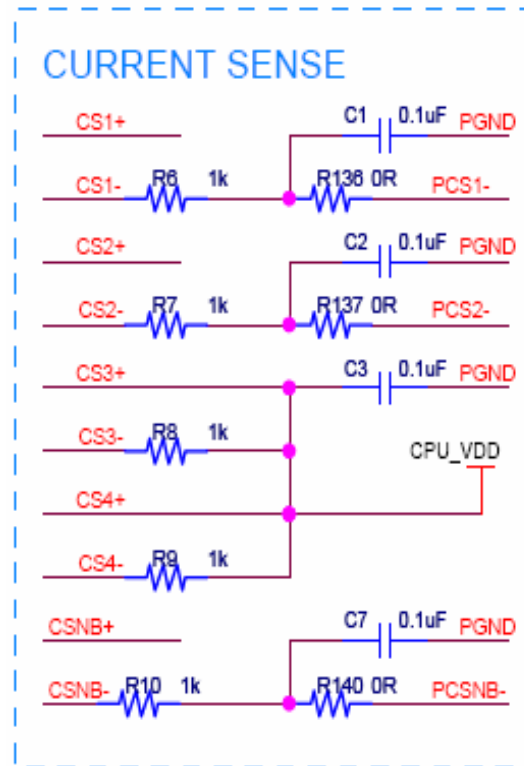 CURRENT SENSE
C1 0.1uF PGND
CS1+
CS1- R6 1k R136 0R PCS1-
C2 0.1uF PGND
CS2+
CS2- R7 1k R137 0R PCS2-
CS3+ C3 0.1uF PGND
CS3- R8 1k CPU_VDD
CS4+
CS4- R9 1k
CSNB+ C7 0.1uF PGND
CSNB- R10 1k R140 0R PCSNB-